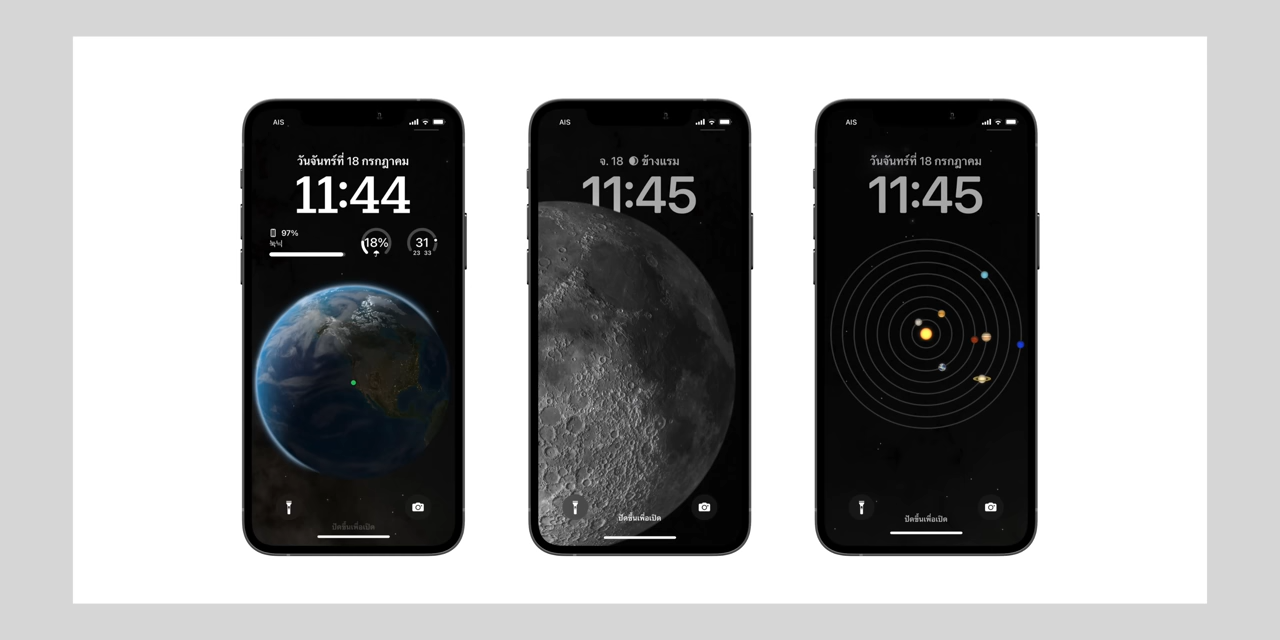 AIS
วันจันทร์ที่ 18 กรกฎาคม
11:44
97%
18%
31
23 33
ปัดขึ้นเพื่อเปิด
AIS
จ. 18 ข้างแรม
11:45
ปัดขึ้นเพื่อเปิด
AIS
วันจันทร์ที่ 18 กรกฎาคม
11:45
ปัดขึ้นเพื่อเปิด